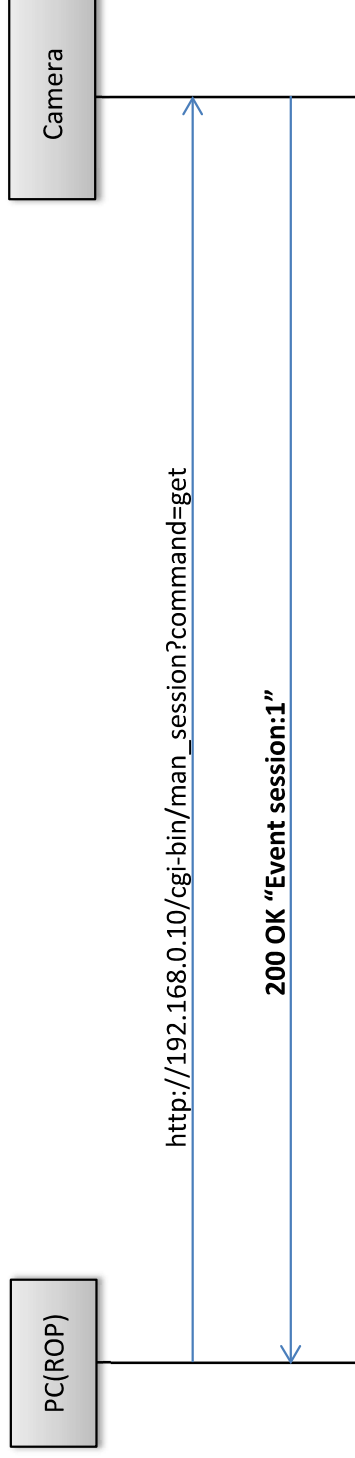 PC(ROP)
Camera
http://192.168.0.10/cgi-bin/man_session?command=get
200 OK “Event session:1”